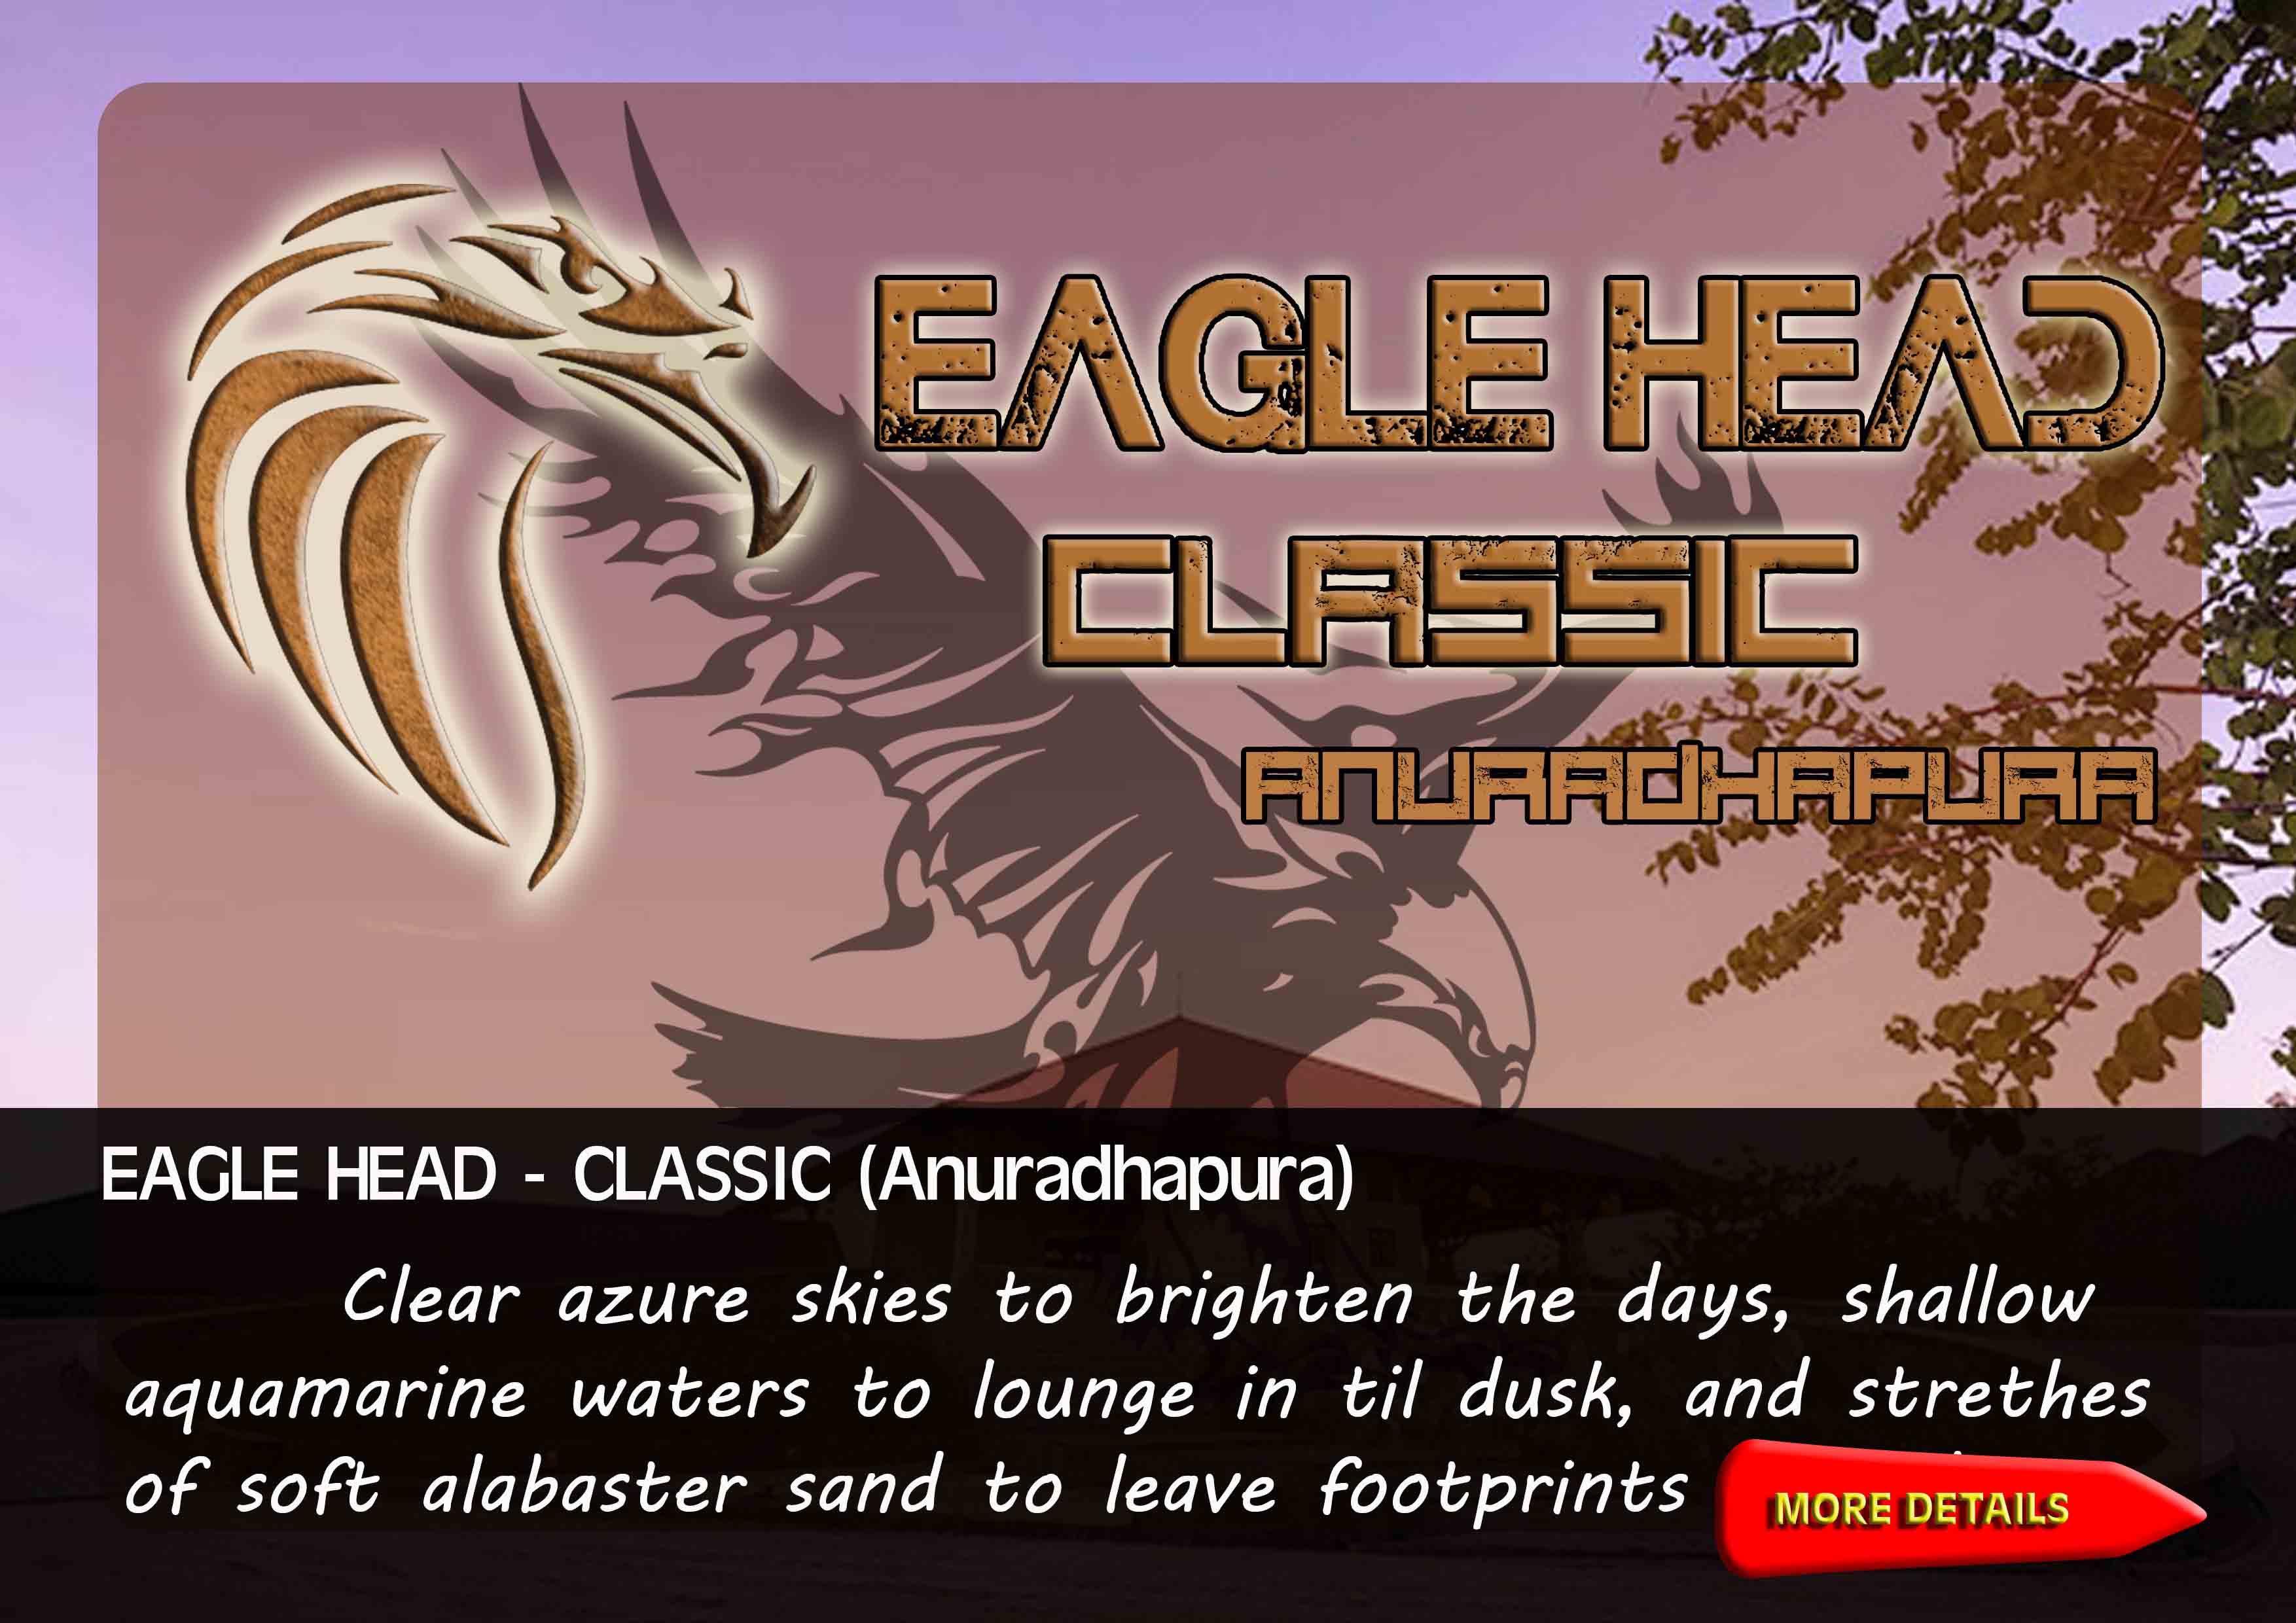 EAGLE HEAD
CLASSIC
ANURADHAPURA
EAGLE HEAD - CLASSIC (Anuradhapura)
Clear azure skies to brighten the days, shallow
aquamarine waters to lounge in til dusk, and strethes
of soft alabaster sand to leave footprints
MORE DETAILS